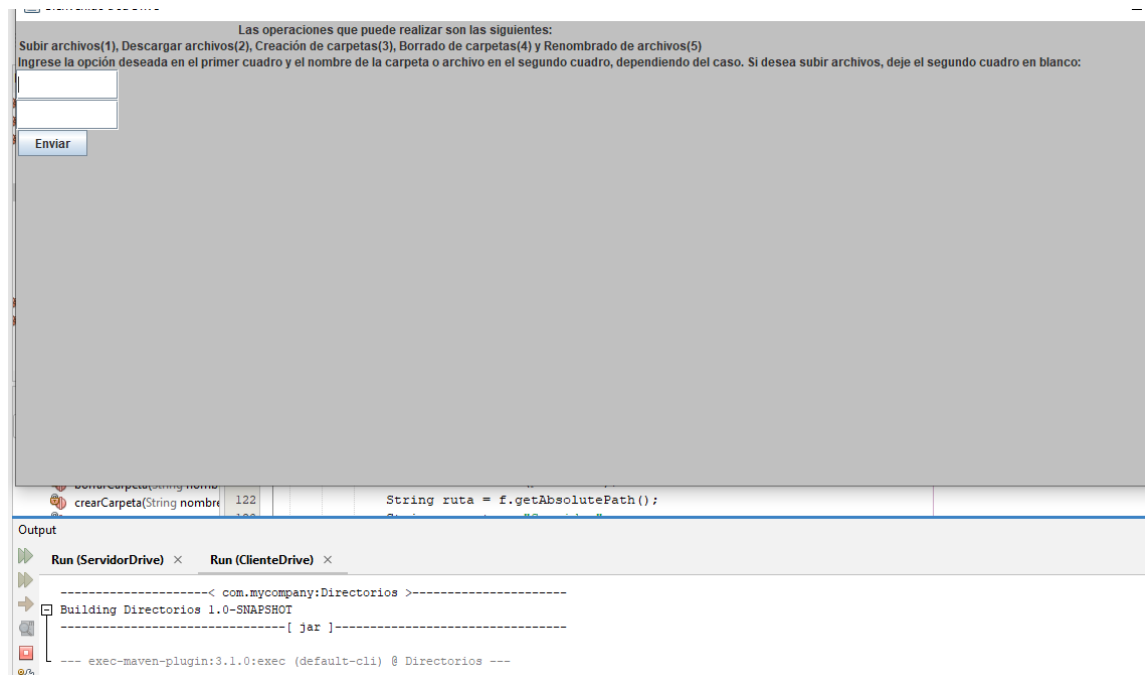 Las operaciones que puede realizar son las siguientes:
Subir archivos(1), Descargar archivos(2), Creación de carpetas(3), Borrado de carpetas(4) y Renombrado de archivos(5)
Ingrese la opción deseada en el primer cuadro y el nombre de la carpeta o archivo en el segundo cuadro, dependiendo del caso. Si desea subir archivos, deje el segundo cuadro en blanco:
Enviar
crearCarpeta(String nombre 122 String ruta = f.getAbsolutePath();
Output
Run (ServidorDrive) × Run (ClienteDrive) ×
---------------------< com.mycompany:Directorios >----------------------
Building Directorios 1.0-SNAPSHOT
--------------------------------[ jar ]---------------------------------
--- exec-maven-plugin:3.1.0:exec (default-cli) @ Directorios ---